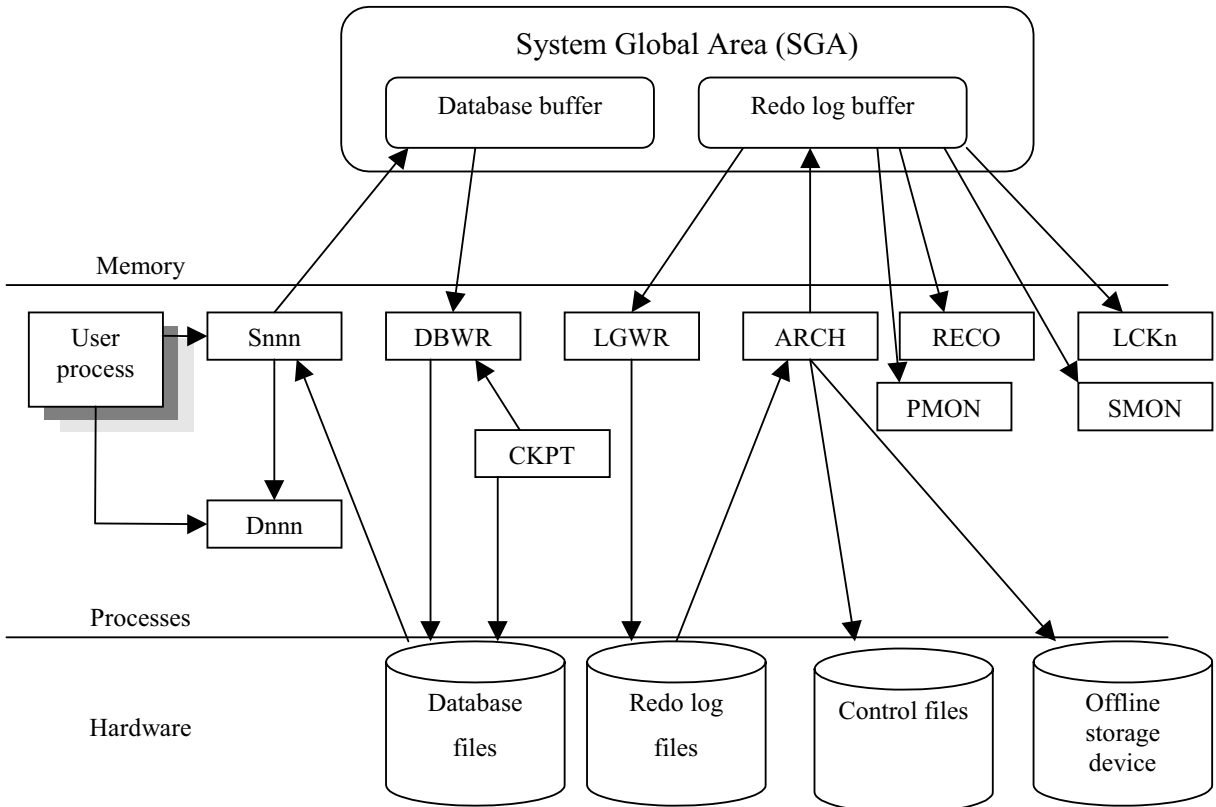 System Global Area (SGA)
Database buffer
Redo log buffer
Memory
User
process
Snnn
DBWR
LGWR
ARCH
RECO
LCKn
PMON
SMON
CKPT
Dnnn
Processes
Hardware
Database
files
Redo log
files
Control files
Offline
storage
device